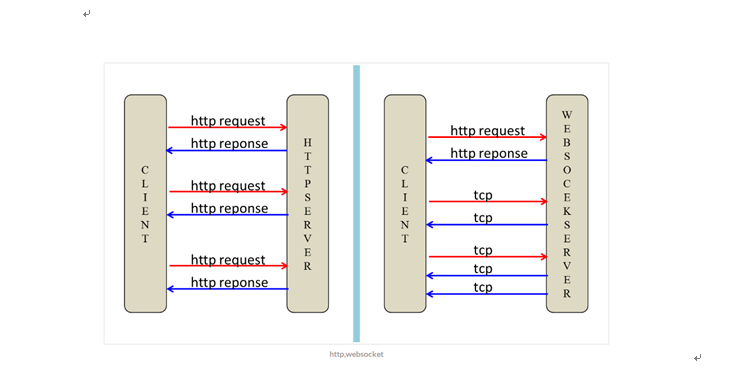 CLIENT
http request
http reponse
http request
http reponse
http request
http reponse
HTTPSERVER
CLIENT
http request
http reponse
tcp
tcp
tcp
tcp
tcp
WEBSOCEKSERVER
http,websocket